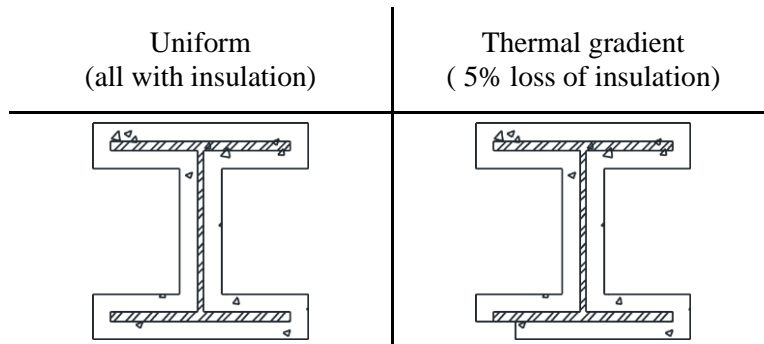 Uniform
(all with insulation)
Thermal gradient
( 5% loss of insulation)